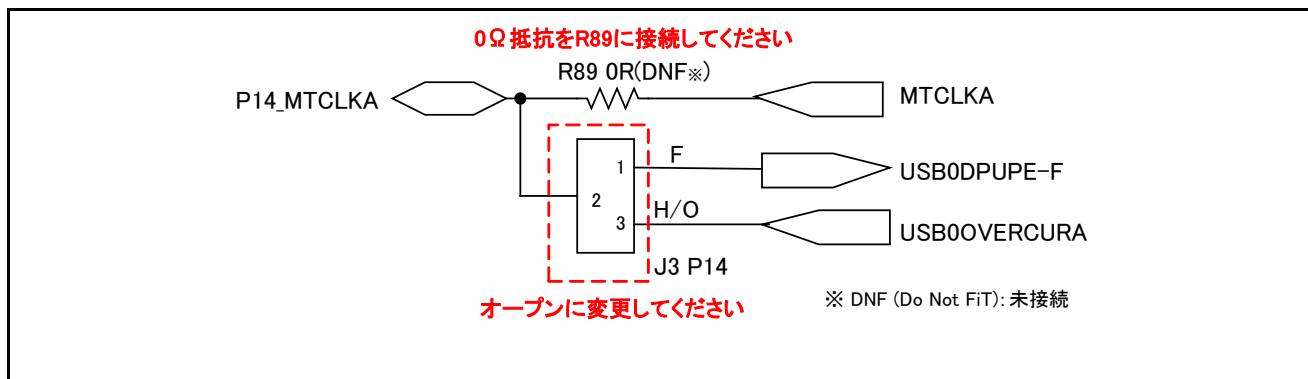 0Ω抵抗をR89に接続してください
R89 0R(DNF※)
P14_MTCLKA
MTCLKA
1
F
USB0DPUPE-F
2
H/O
3
USB0OVERCURA
J3 P14
オープンに変更してください
※ DNF (Do Not FiT): 未接続